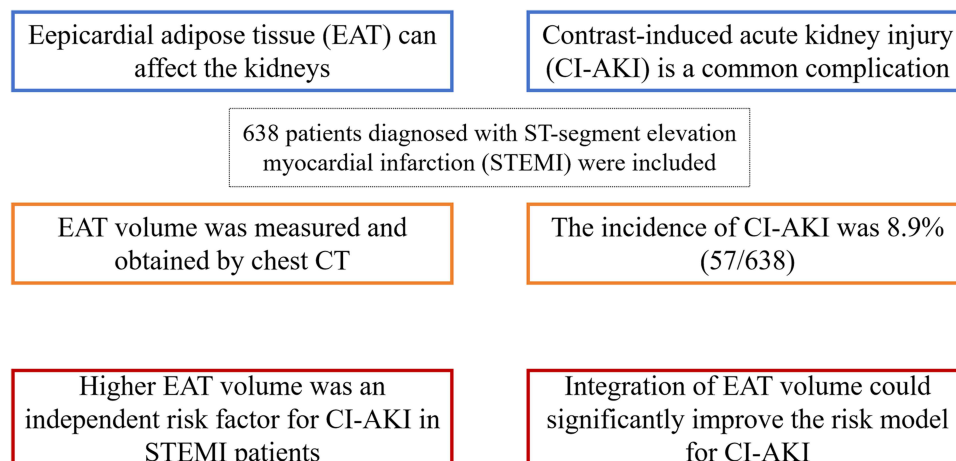 Eepicardial adipose tissue (EAT) can
affect the kidneys
Contrast-induced acute kidney injury
(CI-AKI) is a common complication
638 patients diagnosed with ST-segment elevation
myocardial infarction (STEMI) were included
EAT volume was measured and
obtained by chest CT
The incidence of CI-AKI was 8.9%
(57/638)
Higher EAT volume was an
independent risk factor for CI-AKI in
STEMI patients
Integration of EAT volume could
significantly improve the risk model
for CI-AKI